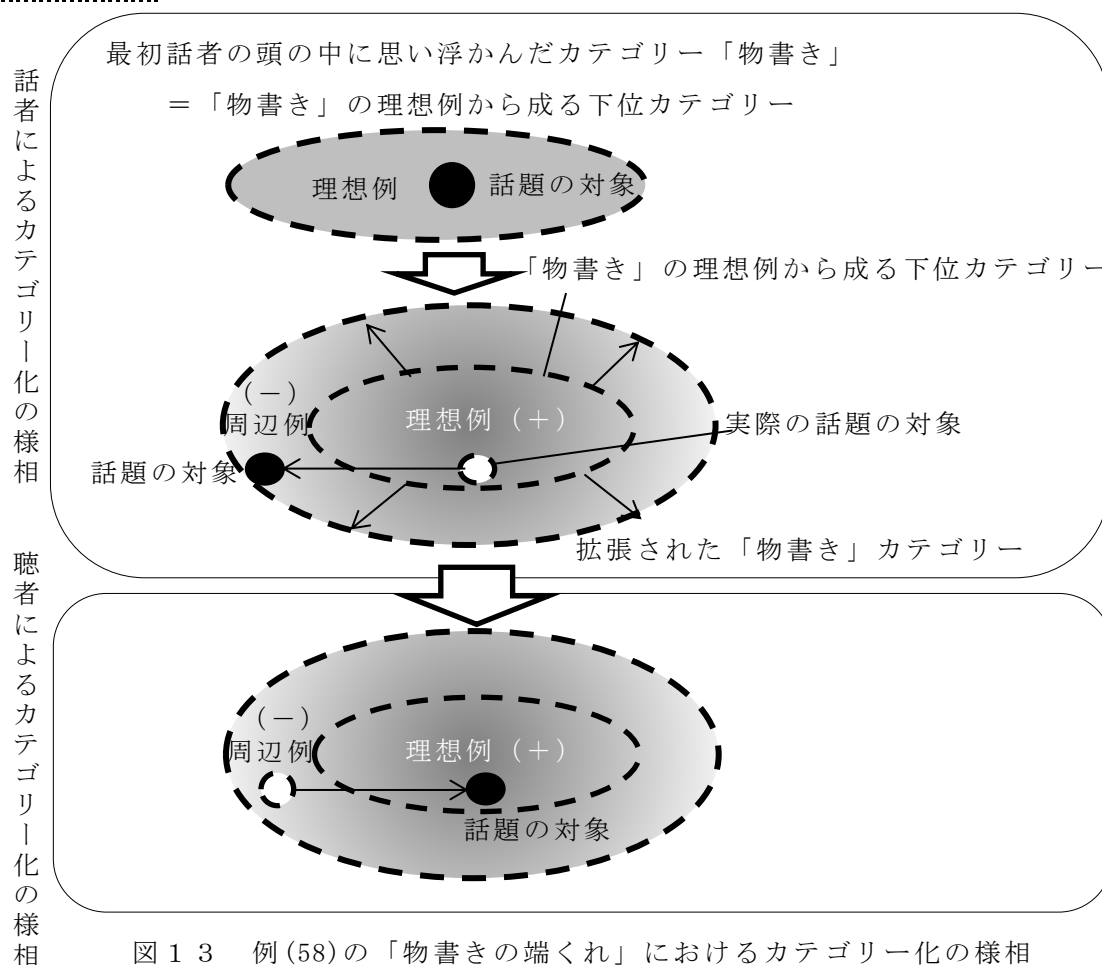 話者によるカテゴリー化の様相
最初話者の頭の中に思い浮かんだカテゴリー「物書き」
＝「物書き」の理想例から成る下位カテゴリー
理想例
話題の対象
「物書き」の理想例から成る下位カテゴリー
(－)
周辺例
理想例（+）
実際の話題の対象
話題の対象
拡張された「物書き」カテゴリー
聴者によるカテゴリー化の様相
(－)
周辺例
理想例（+）
話題の対象
図１３　例(58)の「物書きの端くれ」におけるカテゴリー化の様相